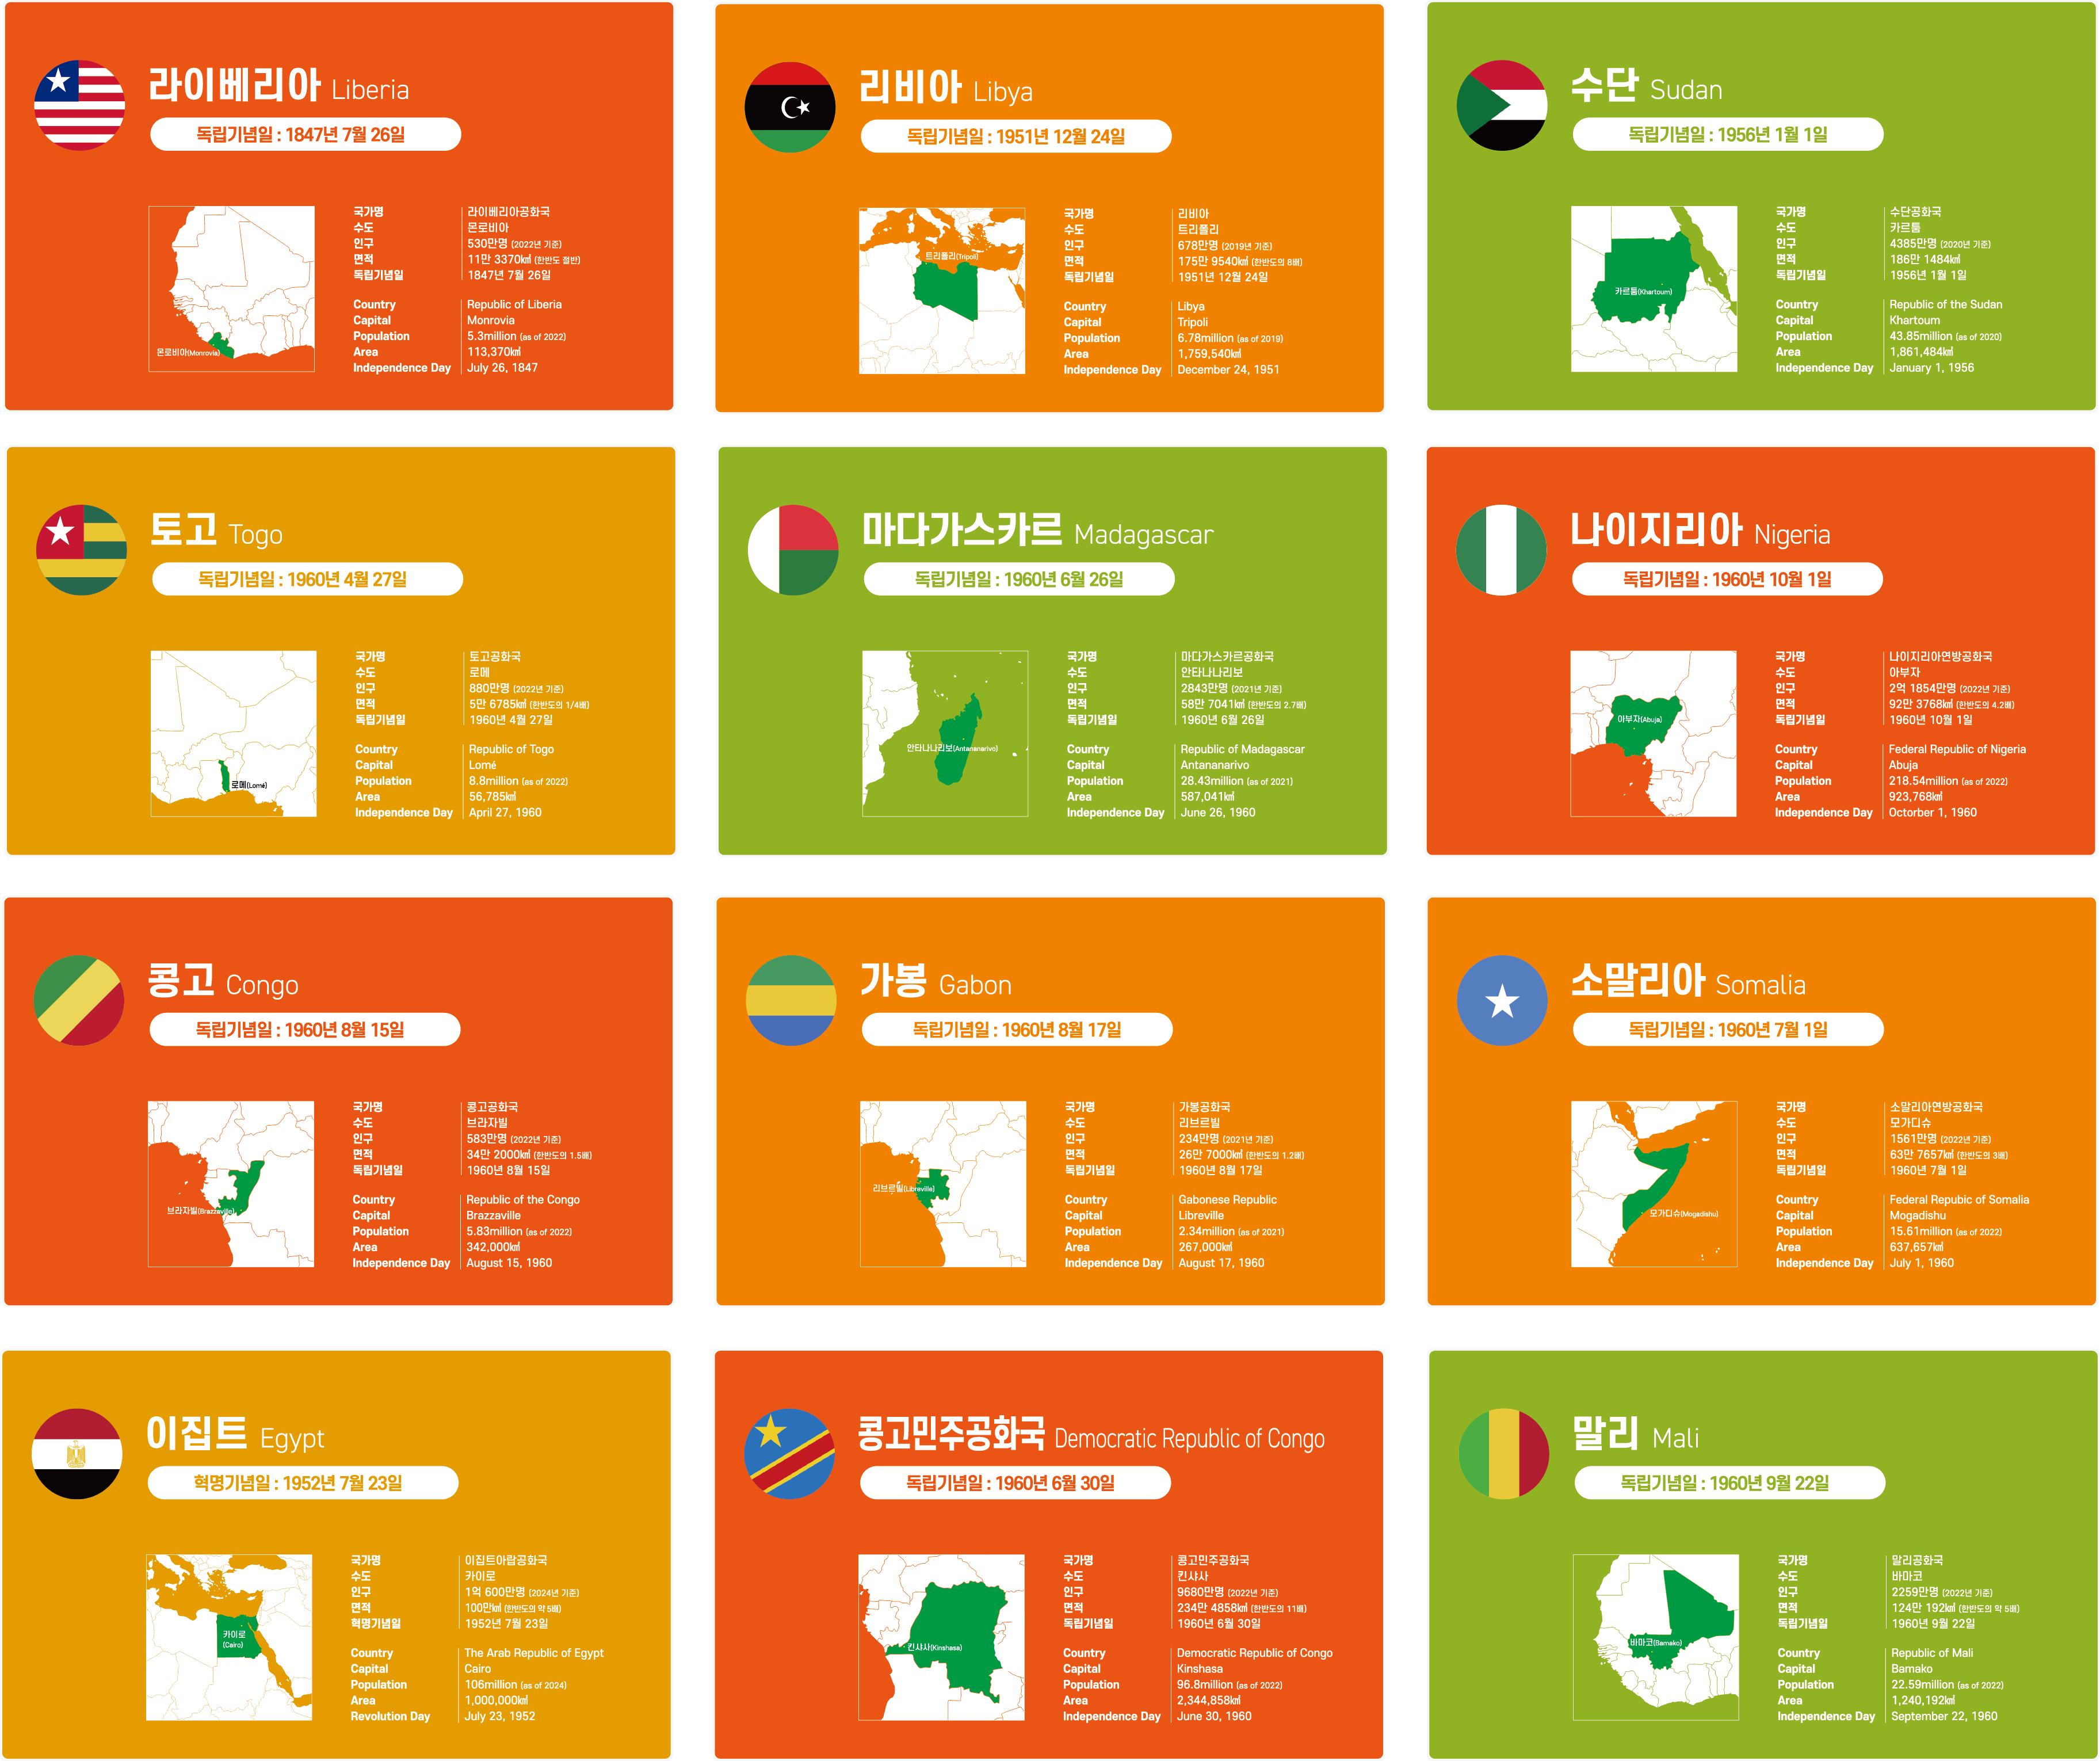 라이베리아 Liberia
독립기념일 : 1847년 7월 26일
몬로비아(Monrovia)
국가명 라이베리아공화국
수도 몬로비아
인구 530만명 (2022년 기준)
면적 11만 3370㎢ (한반도 절반)
독립기념일 1847년 7월 26일
Country Republic of Liberia
Capital Monrovia
Population 5.3million (as of 2022)
Area 113,370㎢
Independence Day July 26, 1847
리비아 Libya
독립기념일 : 1951년 12월 24일
트리폴리(Tripoli)
국가명 리비아
수도 트리폴리
인구 678만명 (2019년 기준)
면적 175만 9540㎢ (한반도의 8배)
독립기념일 1951년 12월 24일
Country Libya
Capital Tripoli
Population 6.78million (as of 2019)
Area 1,759,540㎢
Independence Day December 24, 1951
수단 Sudan
독립기념일 : 1956년 1월 1일
카르툼(Khartoum)
국가명 수단공화국
수도 카르툼
인구 4385만명 (2020년 기준)
면적 186만 1484㎢
독립기념일 1956년 1월 1일
Country Republic of the Sudan
Capital Khartoum
Population 43.85million (as of 2020)
Area 1,861,484㎢
Independence Day January 1, 1956
토고 Togo
독립기념일 : 1960년 4월 27일
로메(Lomé)
국가명 토고공화국
수도 로메
인구 880만명 (2022년 기준)
면적 5만 6785㎢ (한반도의 1/4배)
독립기념일 1960년 4월 27일
Country Republic of Togo
Capital Lomé
Population 8.8million (as of 2022)
Area 56,785㎢
Independence Day April 27, 1960
마다가스카르 Madagascar
독립기념일 : 1960년 6월 26일
안타나나리보(Antananarivo)
국가명 마다가스카르공화국
수도 안타나나리보
인구 2843만명 (2021년 기준)
면적 58만 7041㎢ (한반도의 2.7배)
독립기념일 1960년 6월 26일
Country Republic of Madagascar
Capital Antananarivo
Population 28.43million (as of 2021)
Area 587,041㎢
Independence Day June 26, 1960
나이지리아 Nigeria
독립기념일 : 1960년 10월 1일
아부자(Abuja)
국가명 나이지리아연방공화국
수도 아부자
인구 2억 1854만명 (2022년 기준)
면적 92만 3768㎢ (한반도의 4.2배)
독립기념일 1960년 10월 1일
Country Federal Republic of Nigeria
Capital Abuja
Population 218.54million (as of 2022)
Area 923,768㎢
Independence Day Octorber 1, 1960
콩고 Congo
독립기념일 : 1960년 8월 15일
브라자빌(Brazzaville)
국가명 콩고공화국
수도 브라자빌
인구 583만명 (2022년 기준)
면적 34만 2000㎢ (한반도의 1.5배)
독립기념일 1960년 8월 15일
Country Republic of the Congo
Capital Brazzaville
Population 5.83million (as of 2022)
Area 342,000㎢
Independence Day August 15, 1960
가봉 Gabon
독립기념일 : 1960년 8월 17일
리브르빌(Libreville)
국가명 가봉공화국
수도 리브르빌
인구 234만명 (2021년 기준)
면적 26만 7000㎢ (한반도의 1.2배)
독립기념일 1960년 8월 17일
Country Gabonese Republic
Capital Libreville
Population 2.34million (as of 2021)
Area 267,000㎢
Independence Day August 17, 1960
소말리아 Somalia
독립기념일 : 1960년 7월 1일
모가디슈(Mogadishu)
국가명 소말리아연방공화국
수도 모가디슈
인구 1561만명 (2022년 기준)
면적 63만 7657㎢ (한반도의 3배)
독립기념일 1960년 7월 1일
Country Federal Repubic of Somalia
Capital Mogadishu
Population 15.61million (as of 2022)
Area 637,657㎢
Independence Day July 1, 1960
이집트 Egypt
혁명기념일 : 1952년 7월 23일
카이로
(Cairo)
국가명 이집트아랍공화국
수도 카이로
인구 1억 600만명 (2024년 기준)
면적 100만㎢ (한반도의 약 5배)
혁명기념일 1952년 7월 23일
Country The Arab Republic of Egypt
Capital Cairo
Population 106million (as of 2024)
Area 1,000,000㎢
Revolution Day July 23, 1952
콩고민주공화국 Democratic Republic of Congo
독립기념일 : 1960년 6월 30일
킨샤사(Kinshasa)
국가명 콩고민주공화국
수도 킨샤사
인구 9680만명 (2022년 기준)
면적 234만 4858㎢ (한반도의 11배)
독립기념일 1960년 6월 30일
Country Democratic Republic of Congo
Capital Kinshasa
Population 96.8million (as of 2022)
Area 2,344,858㎢
Independence Day June 30, 1960
말리 Mali
독립기념일 : 1960년 9월 22일
바마코(Bamako)
국가명 말리공화국
수도 바마코
인구 2259만명 (2022년 기준)
면적 124만 192㎢ (한반도의 약 5배)
독립기념일 1960년 9월 22일
Country Republic of Mali
Capital Bamako
Population 22.59million (as of 2022)
Area 1,240,192㎢
Independence Day September 22, 1960